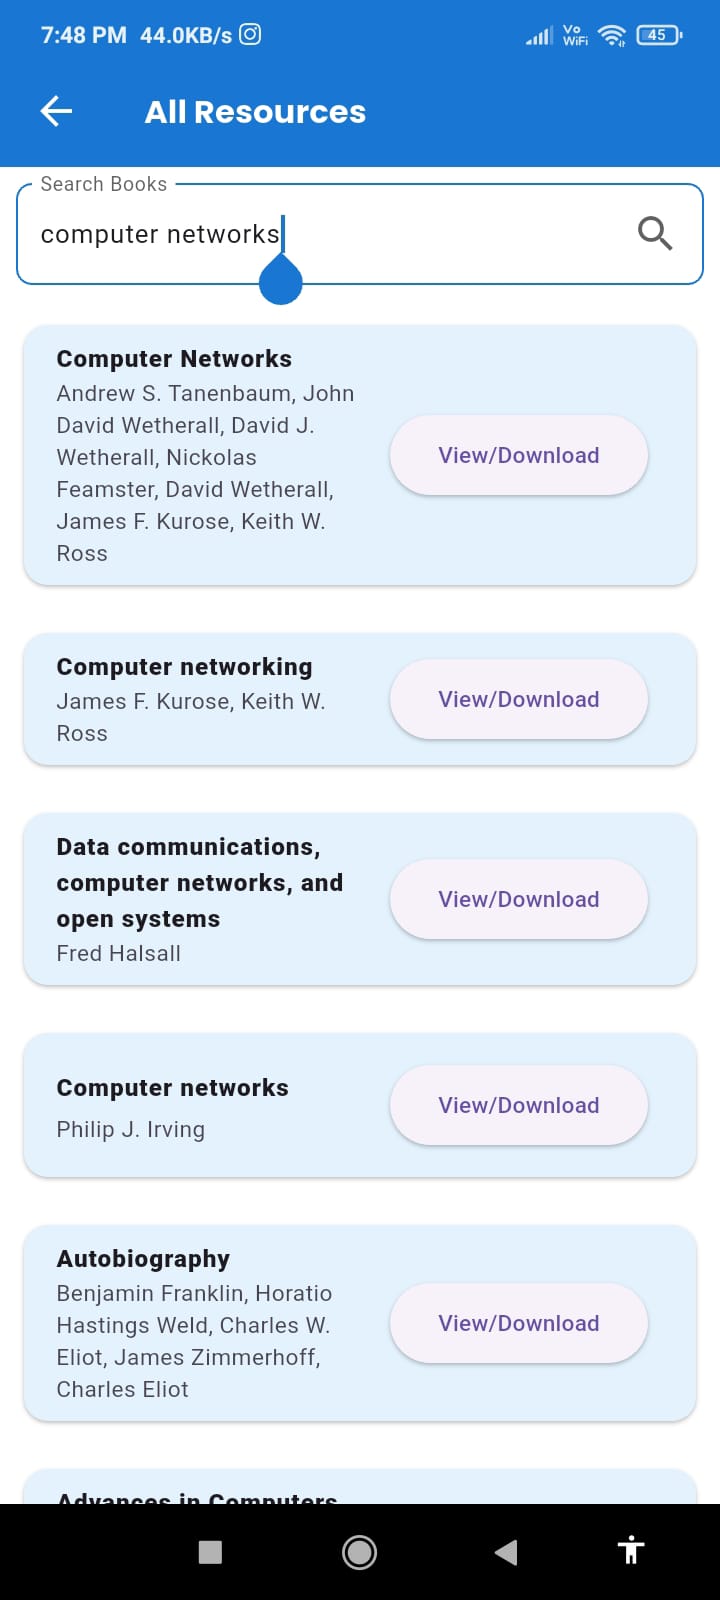 7:48 PM 44.0KB/s
Vo
WiFi
45
All Resources
Search Books
computer networks
Computer Networks
Andrew S. Tanenbaum, John
David Wetherall, David J.
Wetherall, Nickolas
Feamster, David Wetherall,
James F. Kurose, Keith W.
Ross
View/Download
Computer networking
James F. Kurose, Keith W.
Ross
View/Download
Data communications,
computer networks, and
open systems
Fred Halsall
View/Download
Computer networks
Philip J. Irving
View/Download
Autobiography
Benjamin Franklin, Horatio
Hastings Weld, Charles W.
Eliot, James Zimmerhoff,
Charles Eliot
View/Download
Advances in Computers